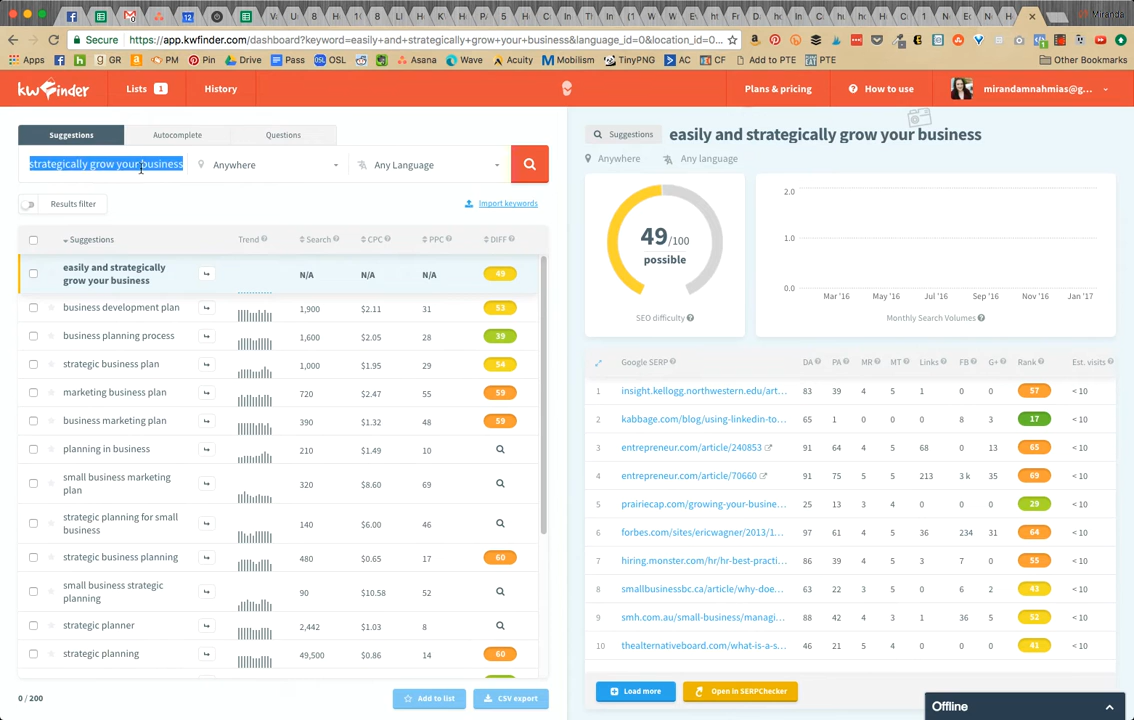 Miranda
Secure https://app.kwfinder.com/dashboard?keyword=easily+and+strategically+grow+your+business&language_id=0&location_id=0...
Apps GR PM Pin Drive Pass OSL Asana Wave Acuity Mobilism TinyPNG AC CF Add to PTE PTE Other Bookmarks
kwfinder Lists 1 History Plans & pricing How to use mirandamnahmias@g...
Suggestions Autocomplete Questions
strategically grow your business Anywhere Any Language
Results filter Import keywords
Suggestions Trend Search CPC PPC DIFF
easily and strategically
grow your business N/A N/A N/A 49
business development plan 1,900 $2.11 31 53
business planning process 1,600 $2.05 28 39
strategic business plan 1,000 $1.95 29 54
marketing business plan 720 $2.47 55 59
business marketing plan 390 $1.32 48 59
planning in business 210 $1.49 10
small business marketing
plan 320 $8.60 69
strategic planning for small
business 140 $6.00 46
strategic business planning 480 $0.65 17 60
small business strategic
planning 90 $10.58 52
strategic planner 2,442 $1.03 8
strategic planning 49,500 $0.86 14 60
0 / 200 Add to list CSV export
Suggestions easily and strategically grow your business
Anywhere Any language
49 /100
possible
SEO difficulty
2.0
1.0
0.0
Mar '16 May '16 Jul '16 Sep '16 Nov '16 Jan '17
Monthly Search Volumes
Google SERP DA PA MR MT Links FB G+ Rank Est. visits
1 insight.kellogg.northwestern.edu/art... 83 39 4 5 1 0 0 57 < 10
2 kabbage.com/blog/using-linkedin-to... 65 1 0 0 0 8 3 17 < 10
3 entrepreneur.com/article/240853 91 64 4 5 68 0 13 65 < 10
4 entrepreneur.com/article/70660 91 75 5 5 213 3 k 35 69 < 10
5 prairiecap.com/growing-your-busine... 25 13 3 4 0 0 0 29 < 10
6 forbes.com/sites/ericwagner/2013/1... 97 61 4 5 36 234 31 64 < 10
7 hiring.monster.com/hr/hr-best-practi... 86 39 4 5 3 7 0 55 < 10
8 smallbusinessbc.ca/article/why-doe... 63 22 3 5 0 6 2 43 < 10
9 smh.com.au/small-business/managi... 88 42 4 3 1 36 5 52 < 10
10 thealternativeboard.com/what-is-a-s... 46 21 5 4 0 0 0 41 < 10
Load more Open in SERPChecker
Offline